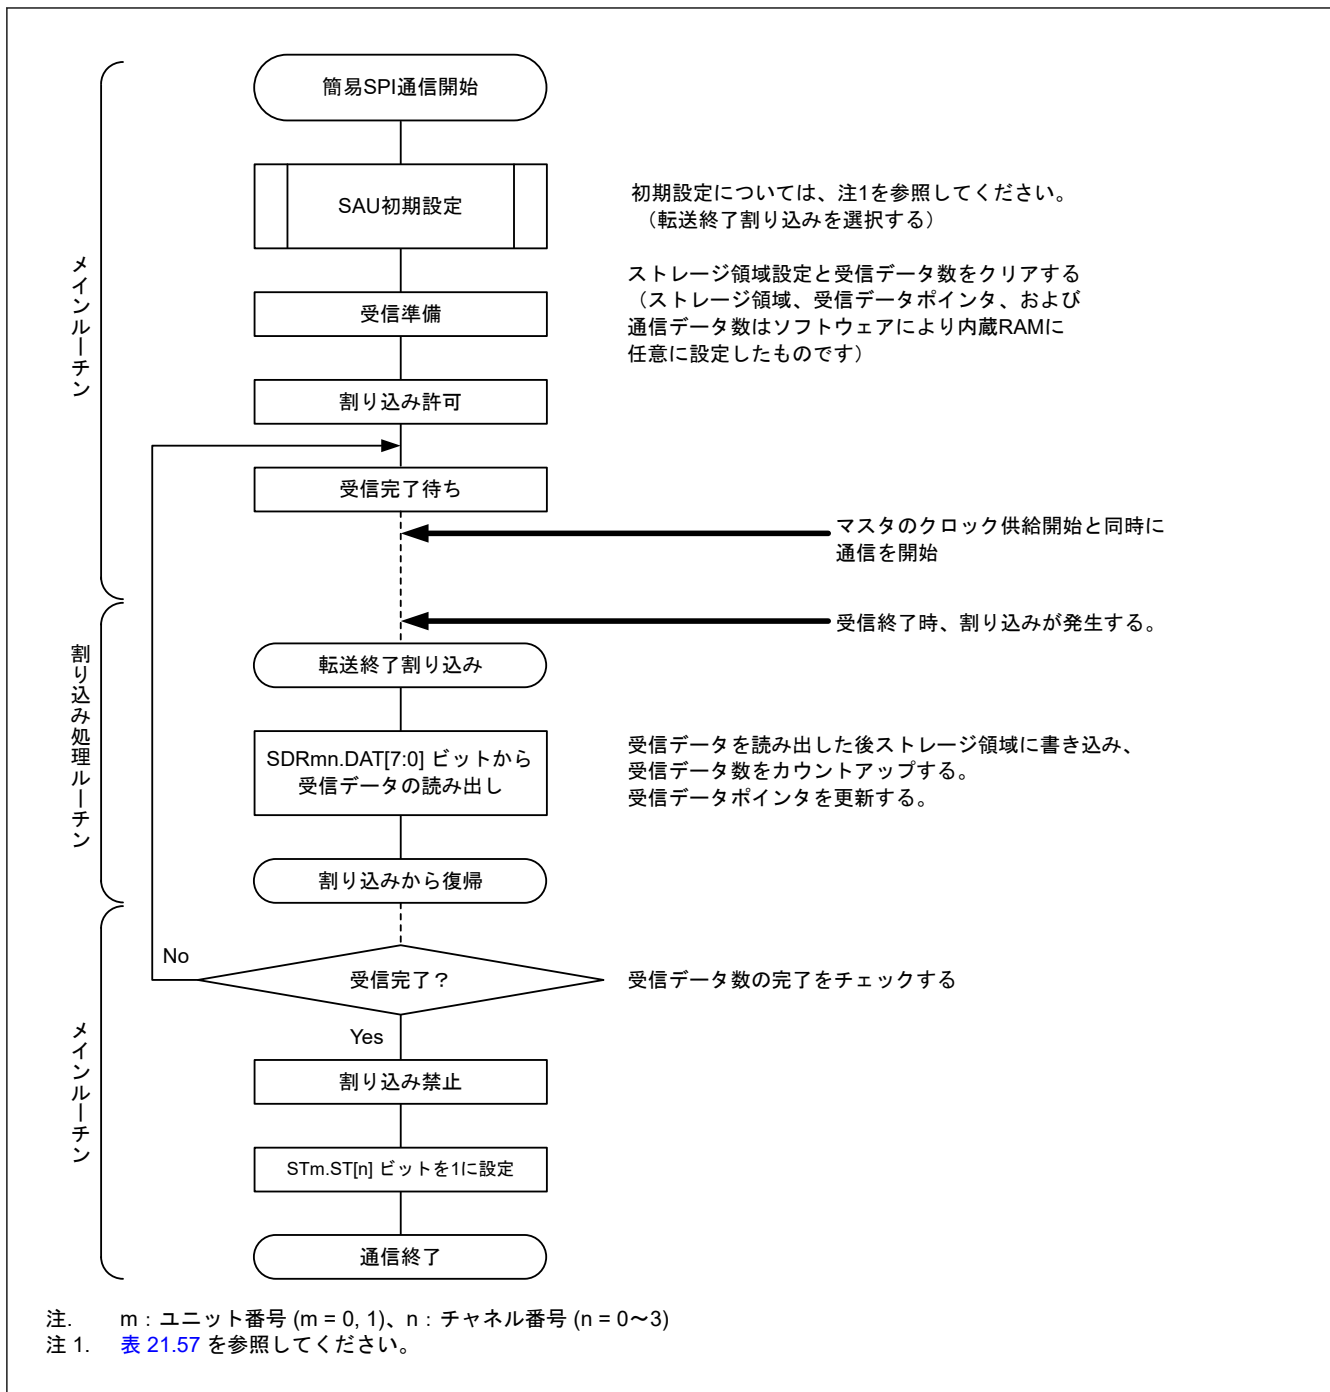 簡易SPI通信開始
SAU初期設定
初期設定については、注1を参照してください。
（転送終了割り込みを選択する）
メインルーチン
受信準備
ストレージ領域設定と受信データ数をクリアする
（ストレージ領域、受信データポインタ、および
通信データ数はソフトウェアにより内蔵RAMに
任意に設定したものです）
割り込み許可
受信完了待ち
マスタのクロック供給開始と同時に
通信を開始
受信終了時、割り込みが発生する。
割り込み処理ルーチン
転送終了割り込み
SDRmn.DAT[7:0] ビットから
受信データの読み出し
受信データを読み出した後ストレージ領域に書き込み、
受信データ数をカウントアップする。
受信データポインタを更新する。
割り込みから復帰
No
受信完了？
受信データ数の完了をチェックする
Yes
メインルーチン
割り込み禁止
STm.ST[n] ビットを1に設定
通信終了
注. m：ユニット番号 (m = 0, 1)、n：チャネル番号 (n = 0～3)
注 1. 表 21.57 を参照してください。